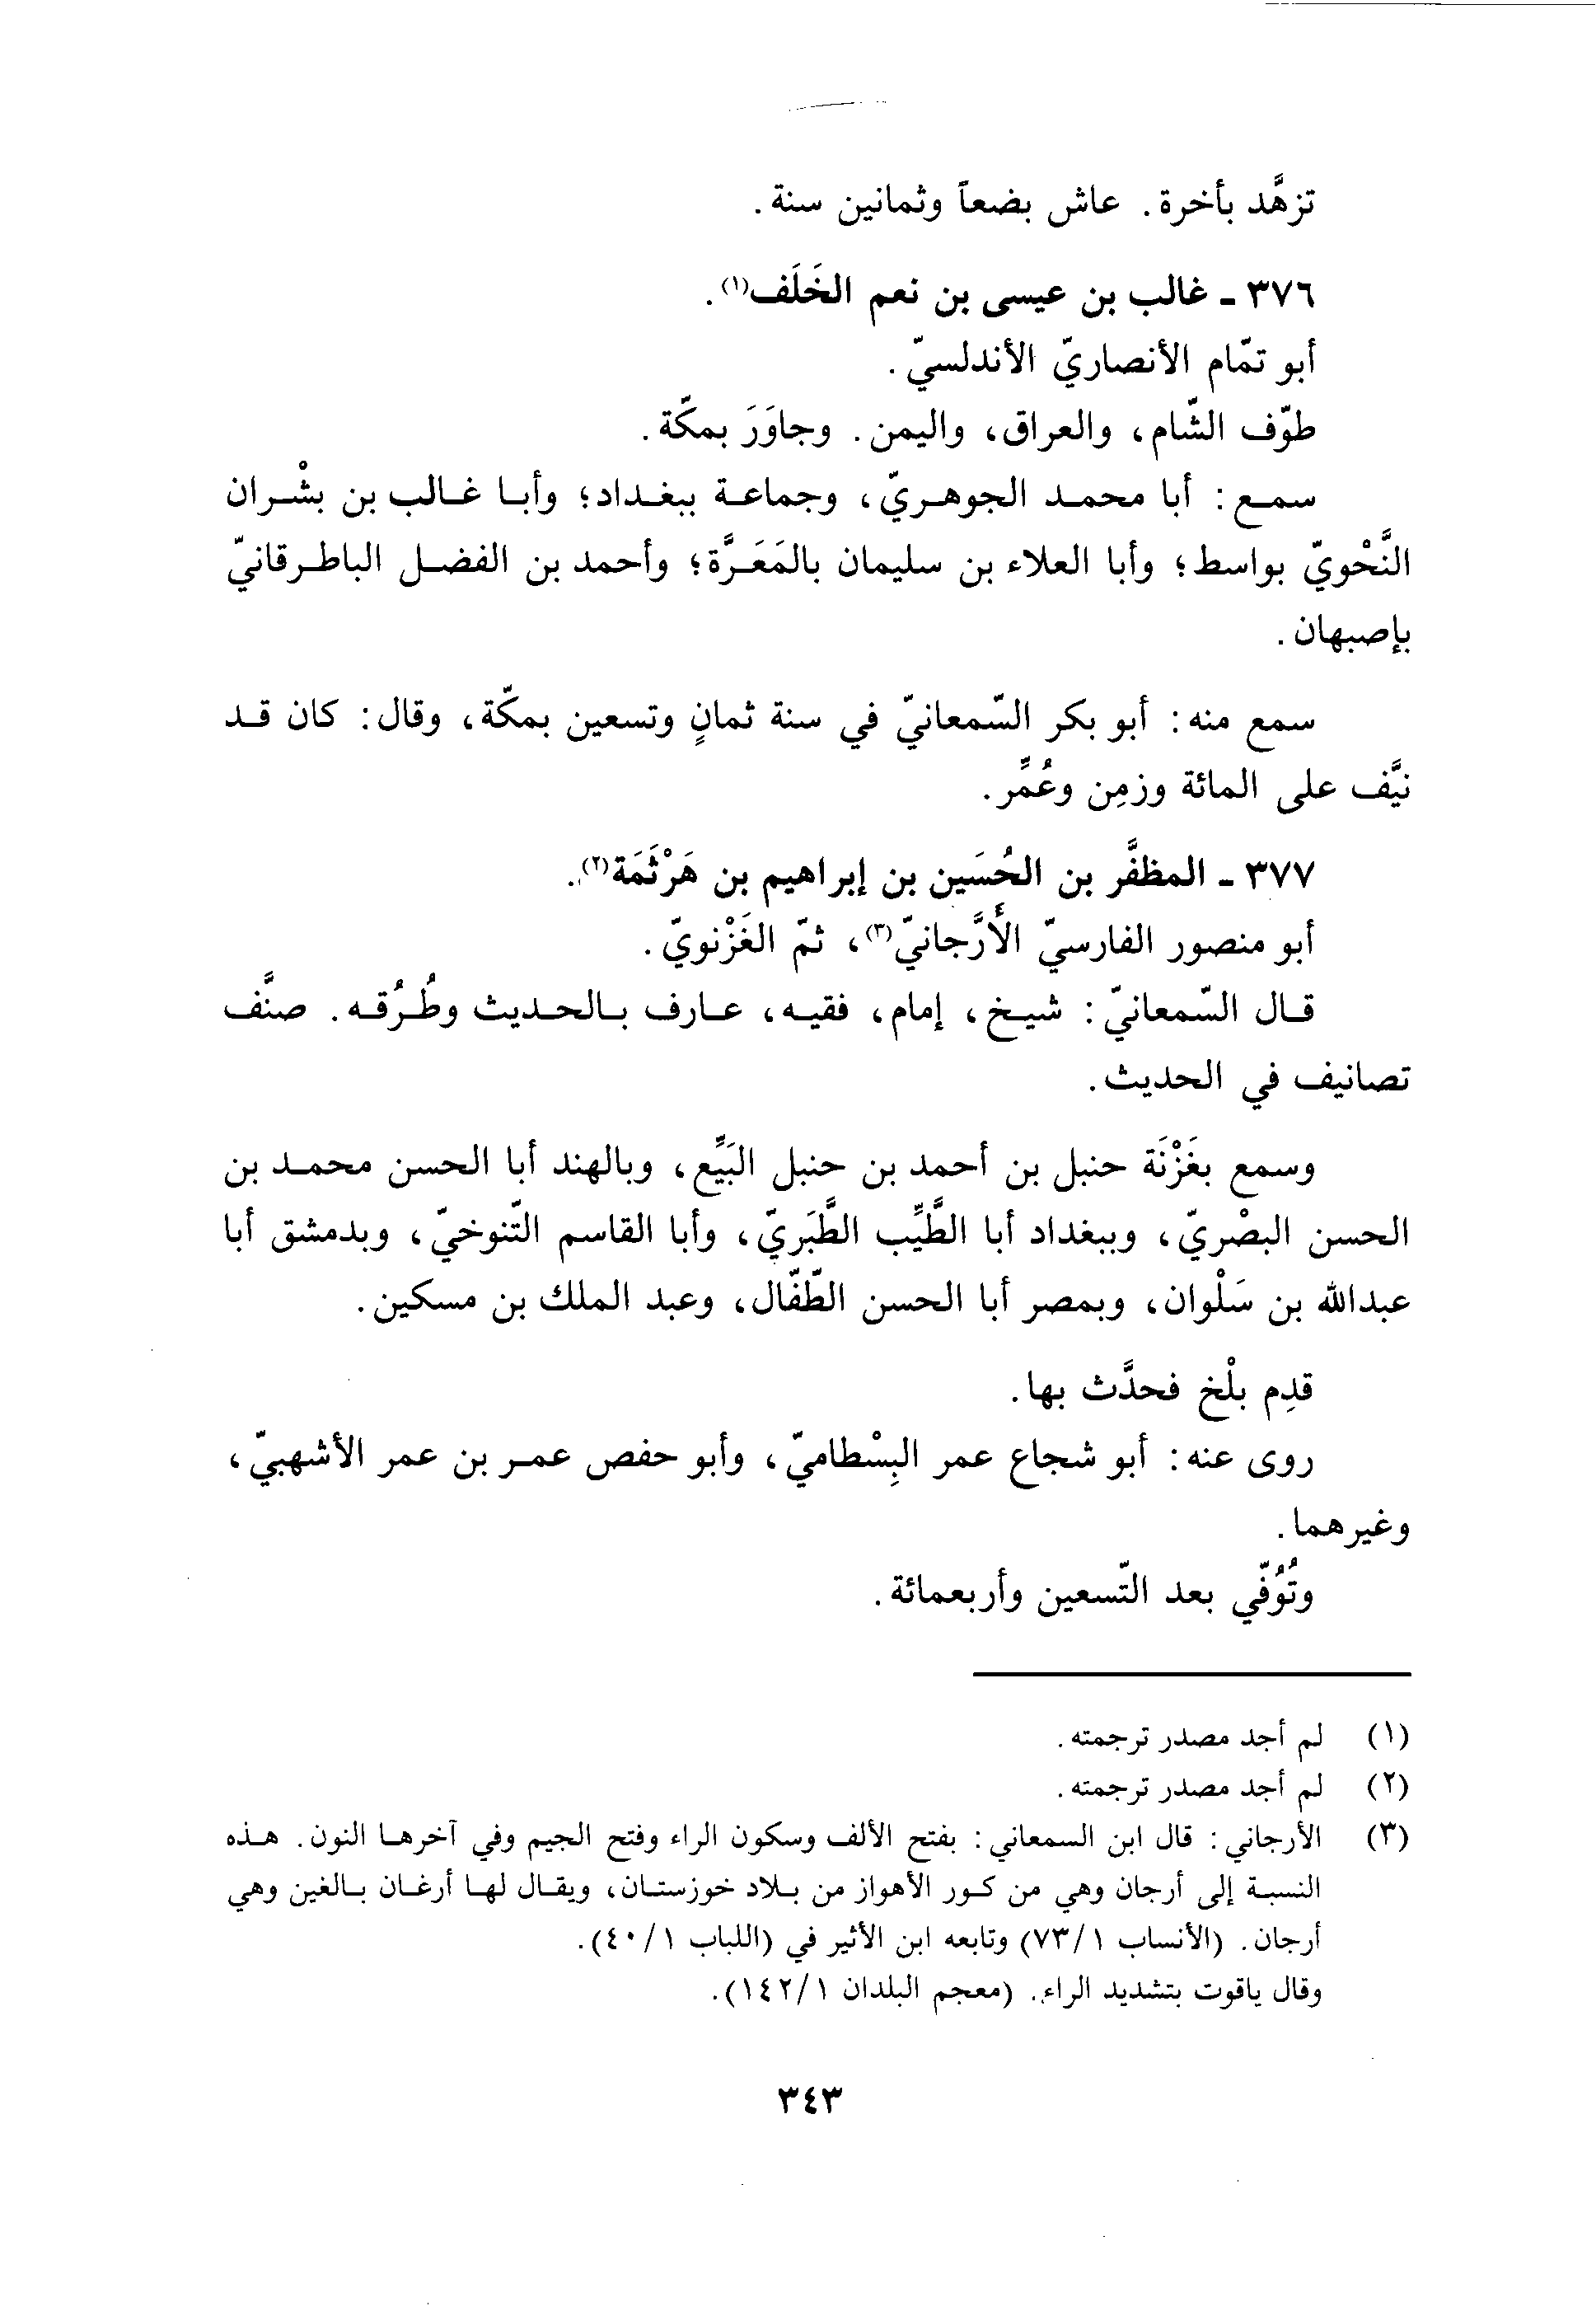 تزهَّد بأخرة. عاش بضعاً وثمانين سنة.
٣٧٦ - غالب بن عيسى بن نعم الخَلَف(١).
أبو تمّام الأنصاريّ الأندلسيّ.
طوّف الشّام، والعراق، واليمن. وجاوَرَ بمكّة.
سمع: أبا محمد الجوهريّ، وجماعة ببغداد؛ وأبا غالب بن بشْران
النَّحْويّ بواسط؛ وأبا العلاء بن سليمان بالمَعَرَّة؛ وأحمد بن الفضل الباطرقانيّ
بإصبهان.
سمع منه: أبو بكر السّمعانيّ في سنة ثمانٍ وتسعين بمكّة، وقال: كان قد
نيَّف على المائة وزمِن وعُمِّر.
٣٧٧ - المظفَّر بن الحُسَين بن إبراهيم بن هَرْثَمَة(٢).
أبو منصور الفارسيّ الأَرَّجانيّ(٣)، ثمّ الغَزْنويّ.
قال السّمعانيّ: شيخ، إمام، فقيه، عارف بالحديث وطُرُقه. صنَّف
تصانيف في الحديث.
وسمع بغَزْنَة حنبل بن أحمد بن حنبل البَيِّع، وبالهند أبا الحسن محمد بن
الحسن البصْريّ، وببغداد أبا الطَّيِّب الطَّبَريّ، وأبا القاسم التّنوخيّ، وبدمشق أبا
عبدالله بن سَلْوان، وبمصر أبا الحسن الطّفّال، وعبد الملك بن مسكين.
قدِم بلْخ فحدَّث بها.
روى عنه: أبو شجاع عمر البِسْطاميّ، وأبو حفص عمر بن عمر الأشهبيّ،
وغيرهما.
وتُوُفّي بعد التّسعين وأربعمائة.
(١) لم أجد مصدر ترجمته.
(٢) لم أجد مصدر ترجمته.
(٣) الأرجاني: قال ابن السمعاني: بفتح الألف وسكون الراء وفتح الجيم وفي آخرها النون. هذه
النسبة إلى أرجان وهي من كور الأهواز من بلاد خوزستان، ويقال لها أرغان بالغين وهي
أرجان. (الأنساب ٧٣/١) وتابعه ابن الأثير في (اللباب ٤٠/١).
وقال ياقوت بتشديد الراء. (معجم البلدان ١٤٢/١).
٣٤٣